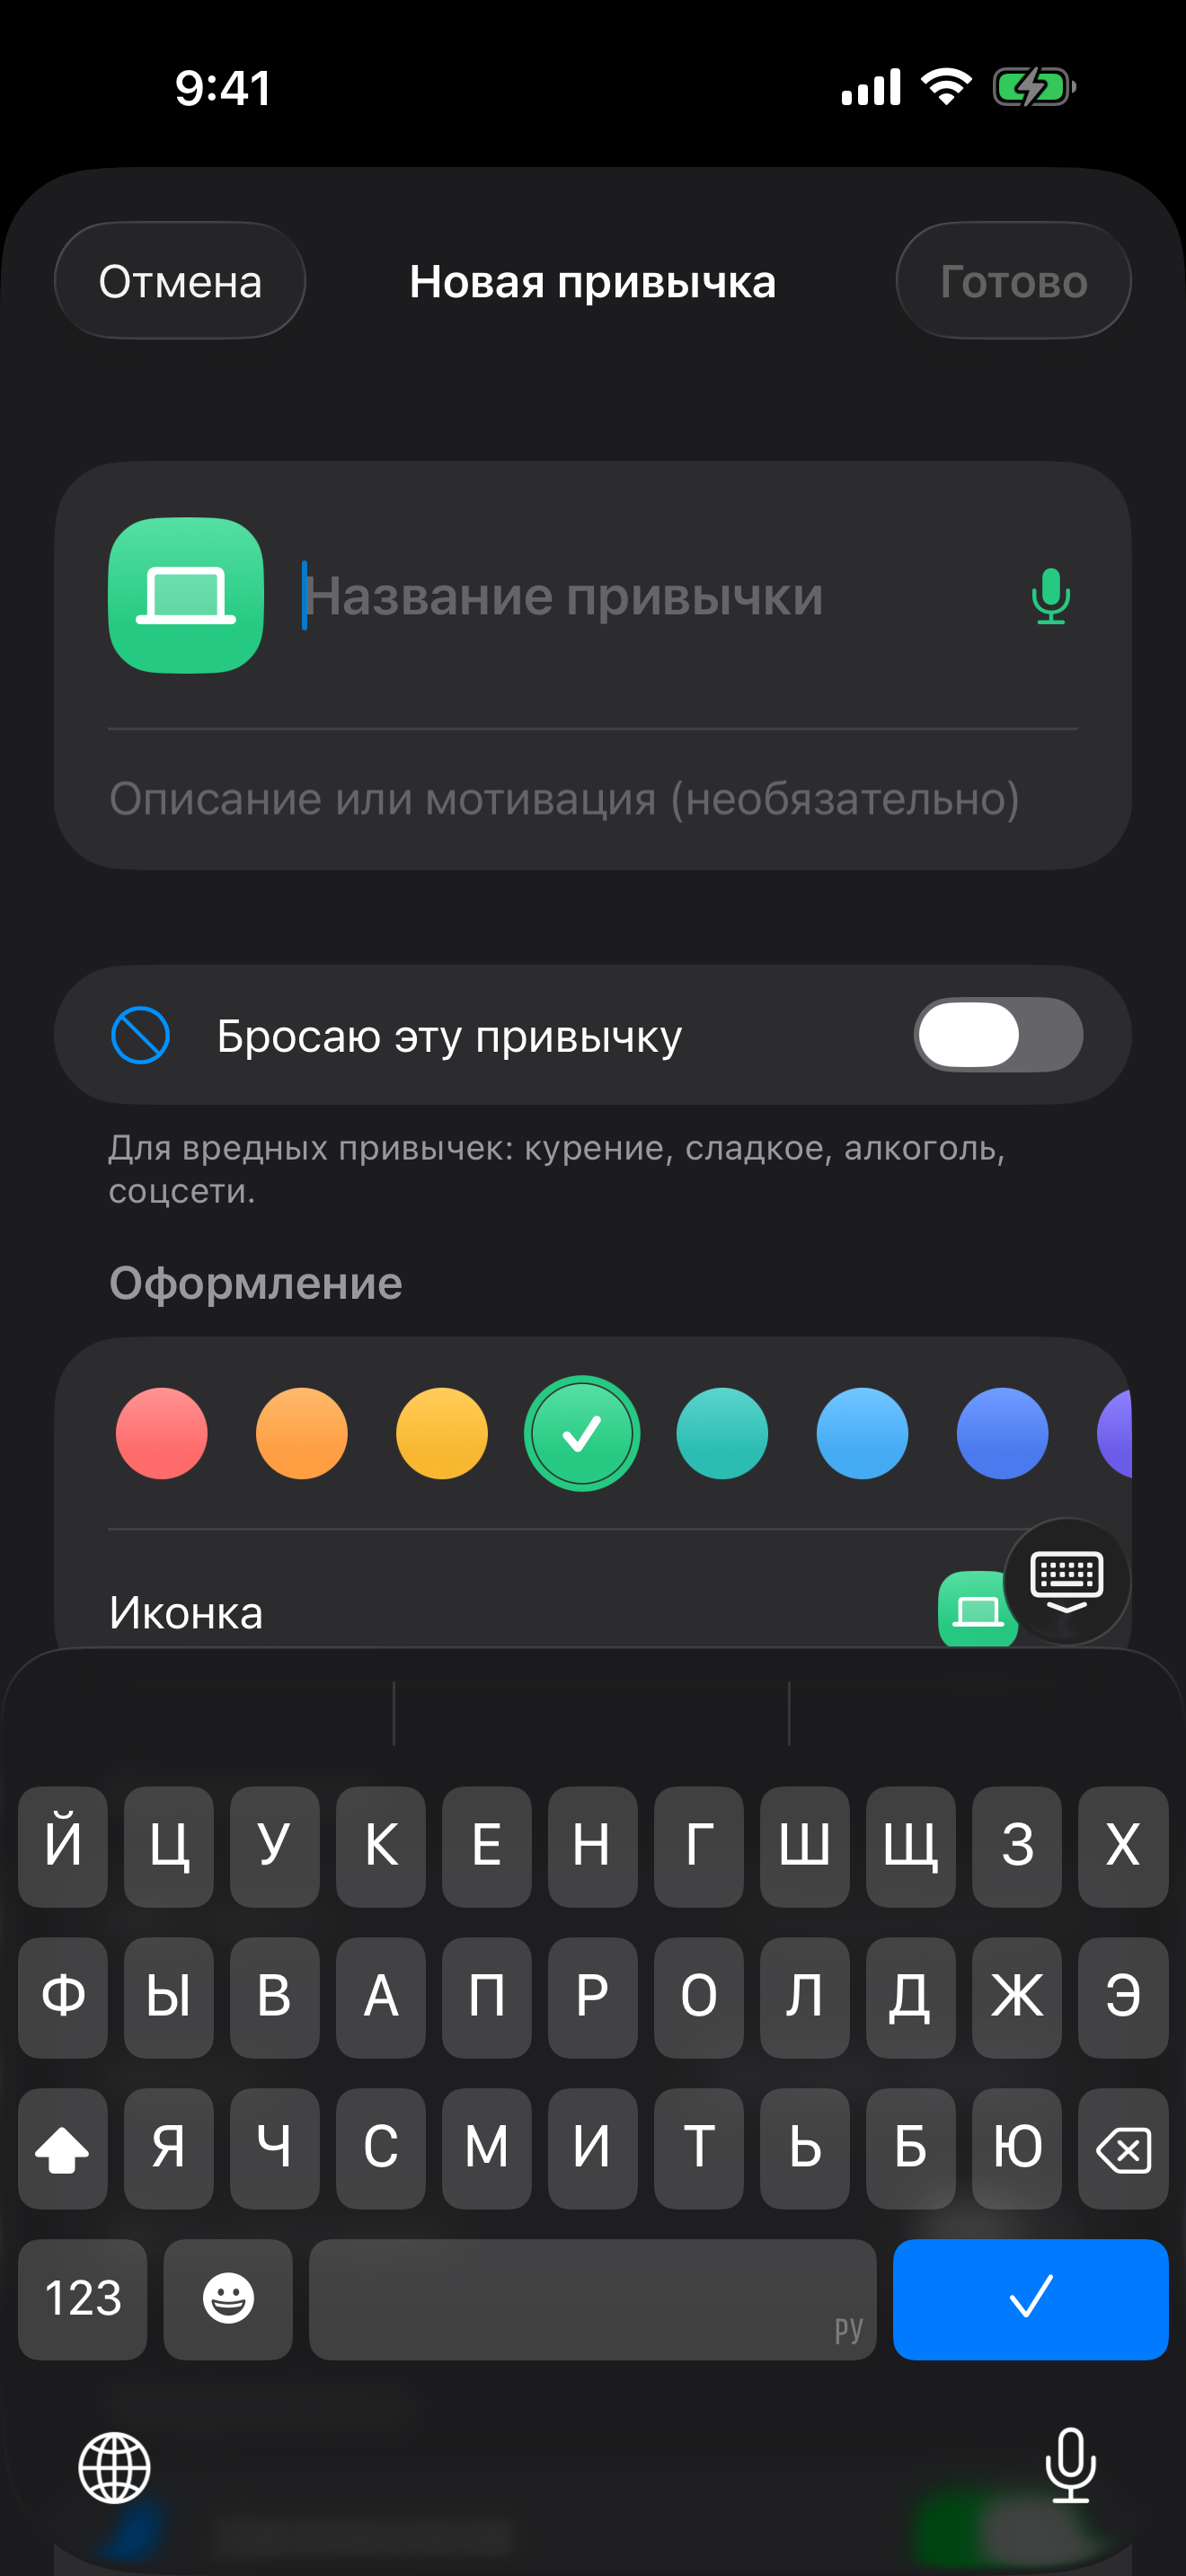 9:41
Отмена
Новая привычка
Готово
Название привычки
Описание или мотивация (необязательно)
Бросаю эту привычку
Для вредных привычек: курение, сладкое, алкоголь,
соцсети.
Оформление
Иконка
Й Ц У К Е Н Г Ш Щ З Х
Ф Ы В А П Р О Л Д Ж Э
Я Ч С М И Т Ь Б Ю
123
РУ